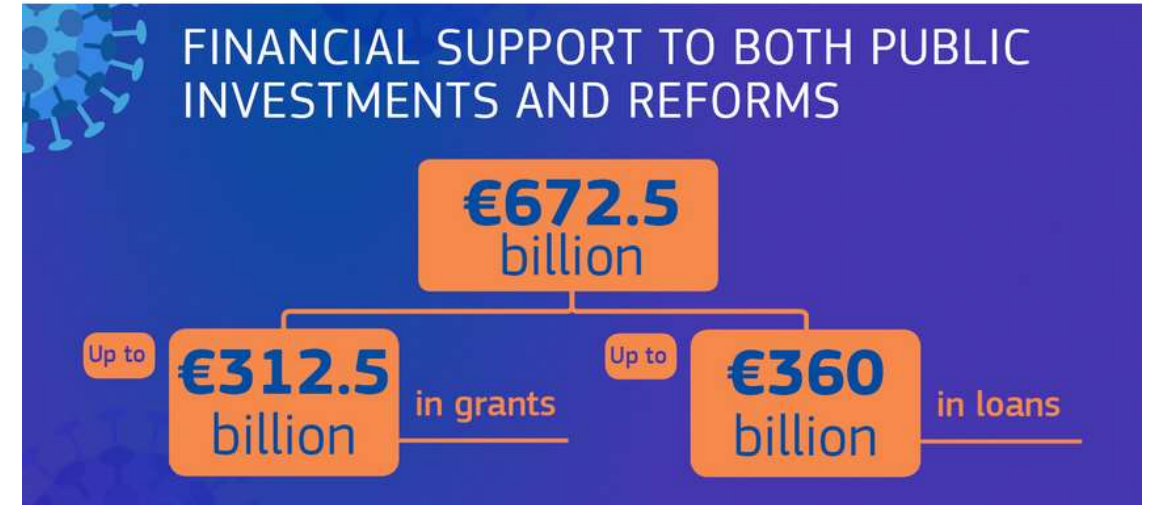 FINANCIAL SUPPORT TO BOTH PUBLIC
INVESTMENTS AND REFORMS
€672.5
billion
Up to
€312.5
billion
in grants
Up to
€360
billion
in loans